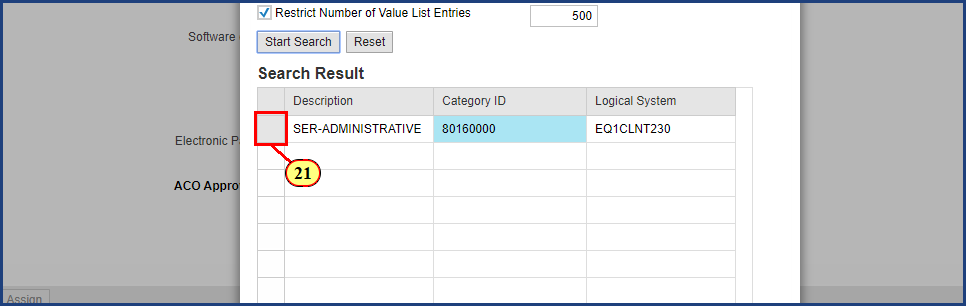 Restrict Number of Value List Entries 500
Software
Start Search Reset
Search Result
Description Category ID Logical System
SER-ADMINISTRATIVE 80160000 EQ1CLNT230
Electronic
21
ACO
Assign